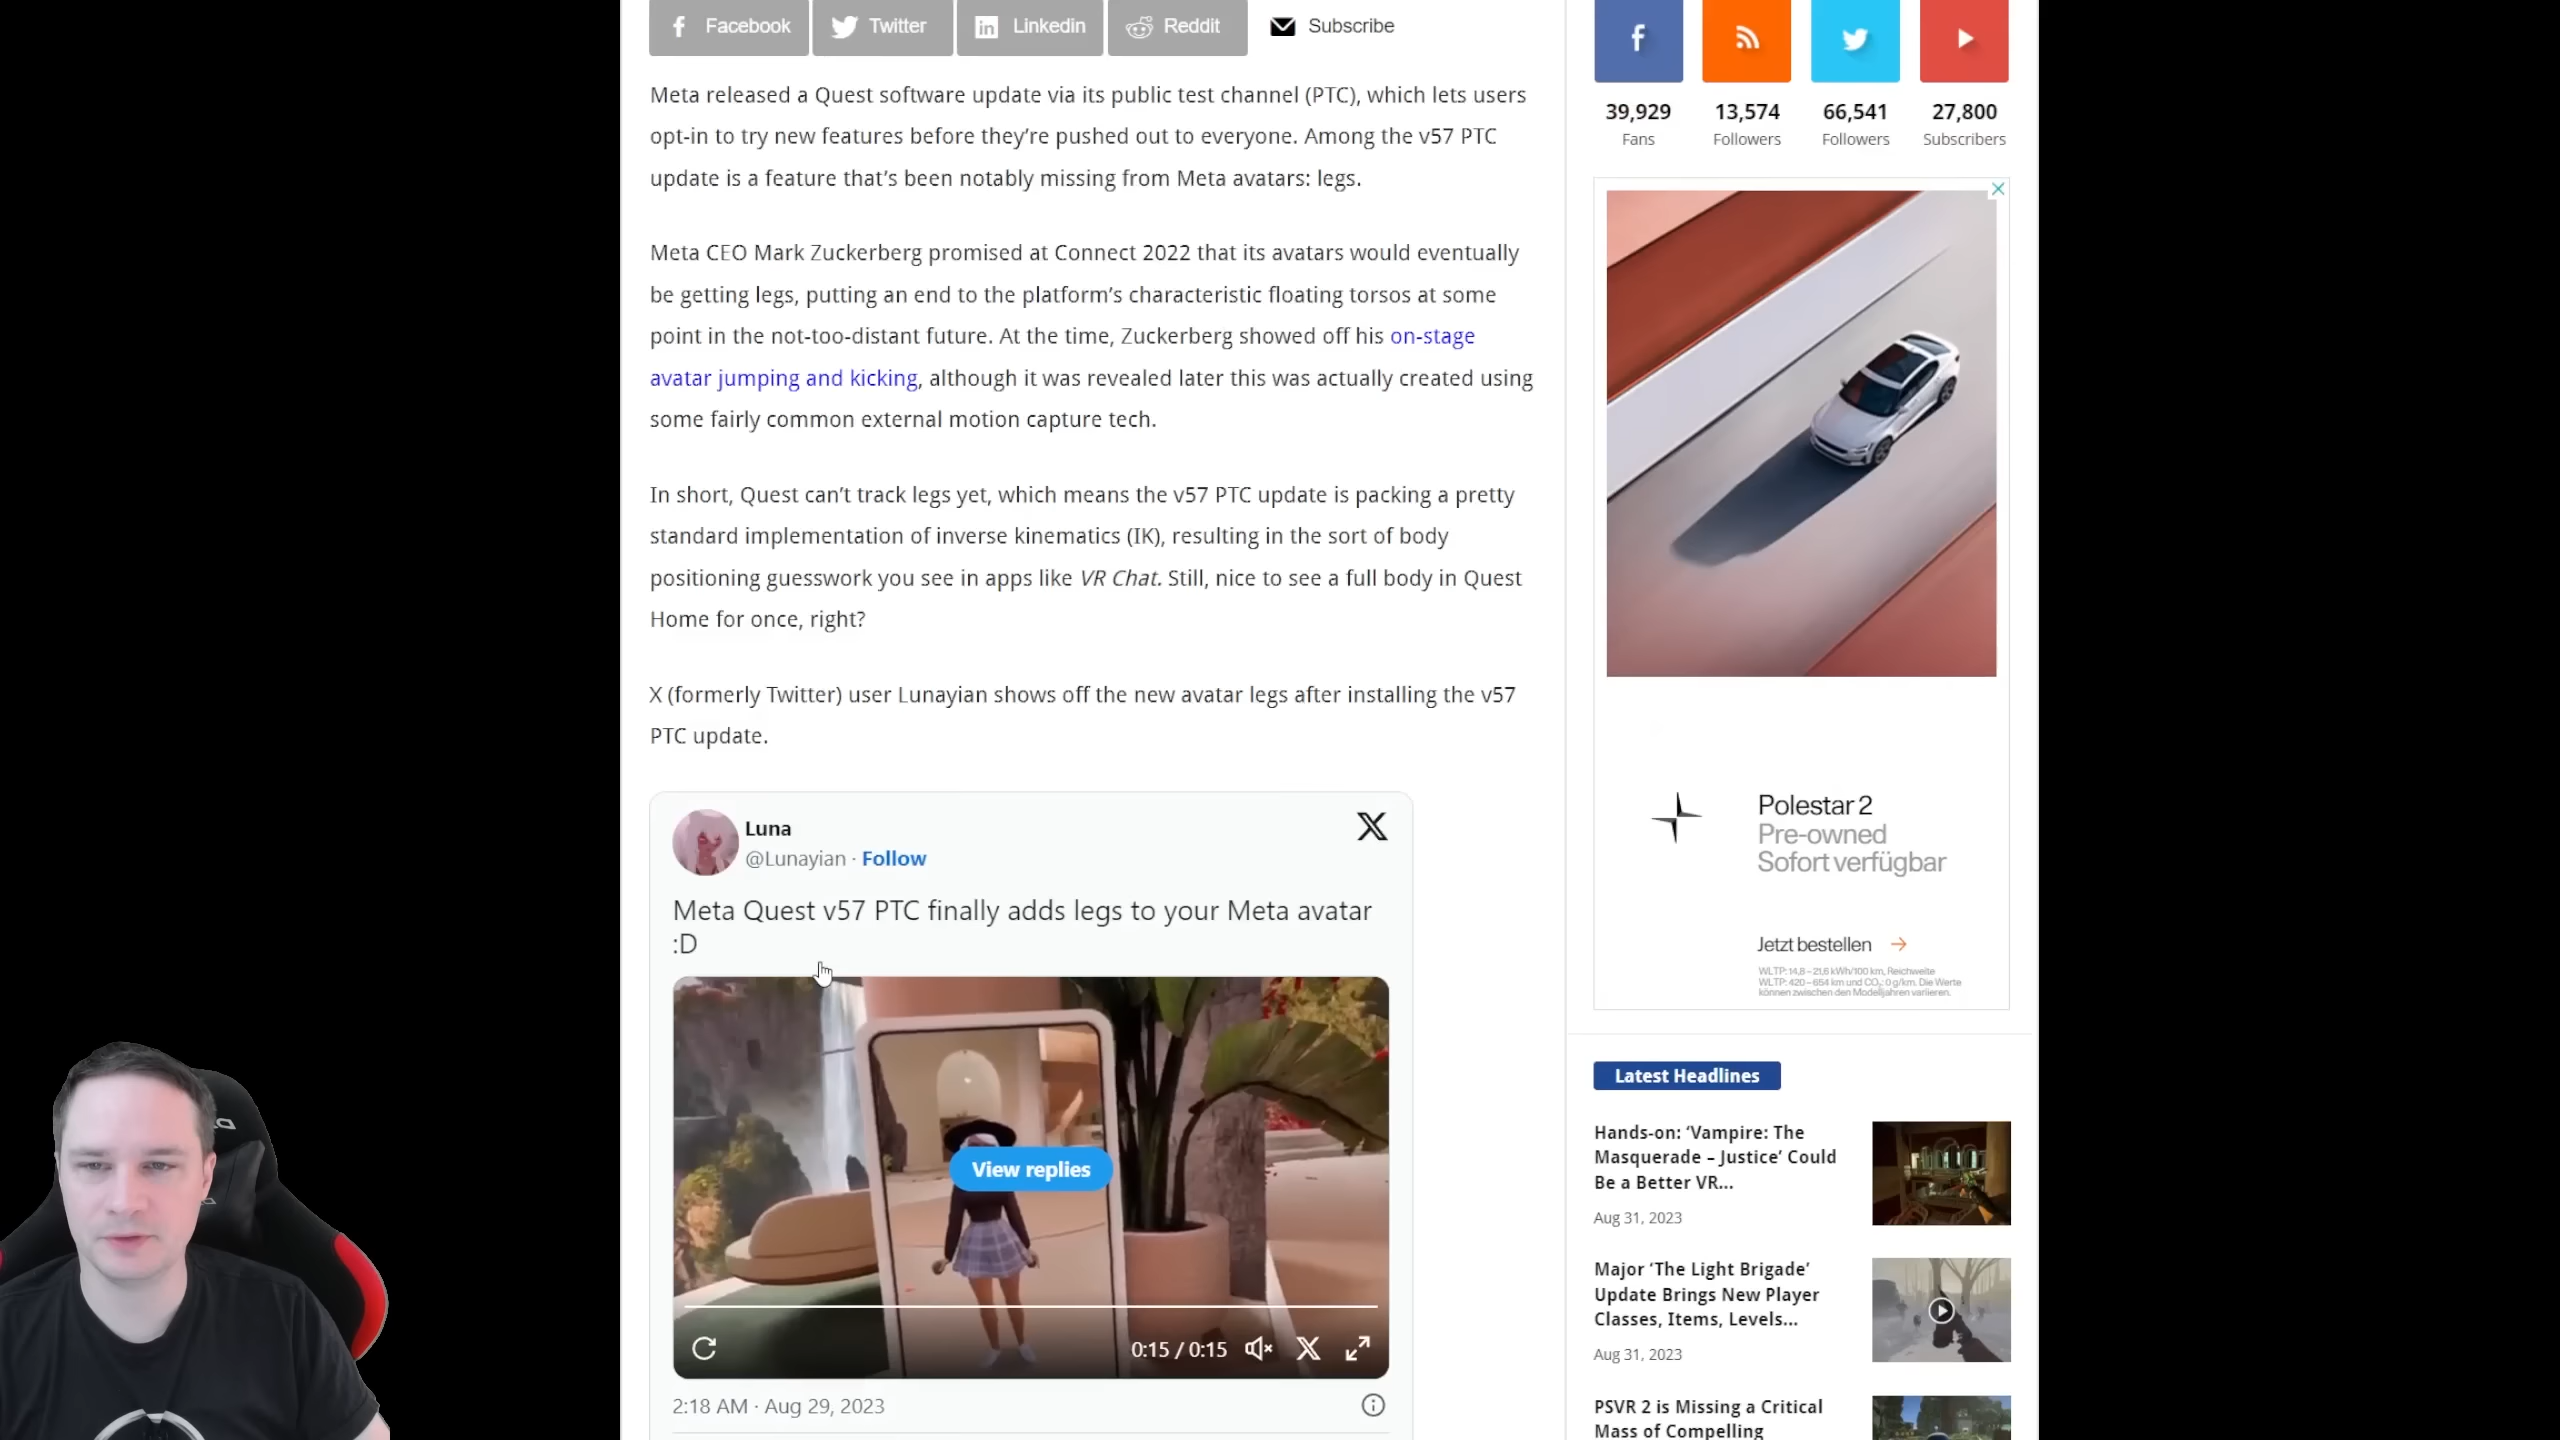 Facebook
Twitter
Linkedin
Reddit
Subscribe
Meta released a Quest software update via its public test channel (PTC), which lets users
opt-in to try new features before they’re pushed out to everyone. Among the v57 PTC
update is a feature that’s been notably missing from Meta avatars: legs.
Meta CEO Mark Zuckerberg promised at Connect 2022 that its avatars would eventually
be getting legs, putting an end to the platform’s characteristic floating torsos at some
point in the not-too-distant future. At the time, Zuckerberg showed off his on-stage
avatar jumping and kicking, although it was revealed later this was actually created using
some fairly common external motion capture tech.
In short, Quest can’t track legs yet, which means the v57 PTC update is packing a pretty
standard implementation of inverse kinematics (IK), resulting in the sort of body
positioning guesswork you see in apps like VR Chat. Still, nice to see a full body in Quest
Home for once, right?
X (formerly Twitter) user Lunayian shows off the new avatar legs after installing the v57
PTC update.
Luna
@Lunayian · Follow
Meta Quest v57 PTC finally adds legs to your Meta avatar
:D
View replies
0:15 / 0:15
2:18 AM · Aug 29, 2023
39,929
Fans
13,574
Followers
66,541
Followers
27,800
Subscribers
Polestar 2
Pre-owned
Sofort verfügbar
Jetzt bestellen
WLTP: 14,8 – 21,6 kWh/100 km, Reichweite
WLTP: 420 – 654 km und CO₂: 0 g/km. Die Werte
können zwischen den Modelljahren variieren.
Latest Headlines
Hands-on: ‘Vampire: The
Masquerade – Justice’ Could
Be a Better VR...
Aug 31, 2023
Major ‘The Light Brigade’
Update Brings New Player
Classes, Items, Levels...
Aug 31, 2023
PSVR 2 is Missing a Critical
Mass of Compelling